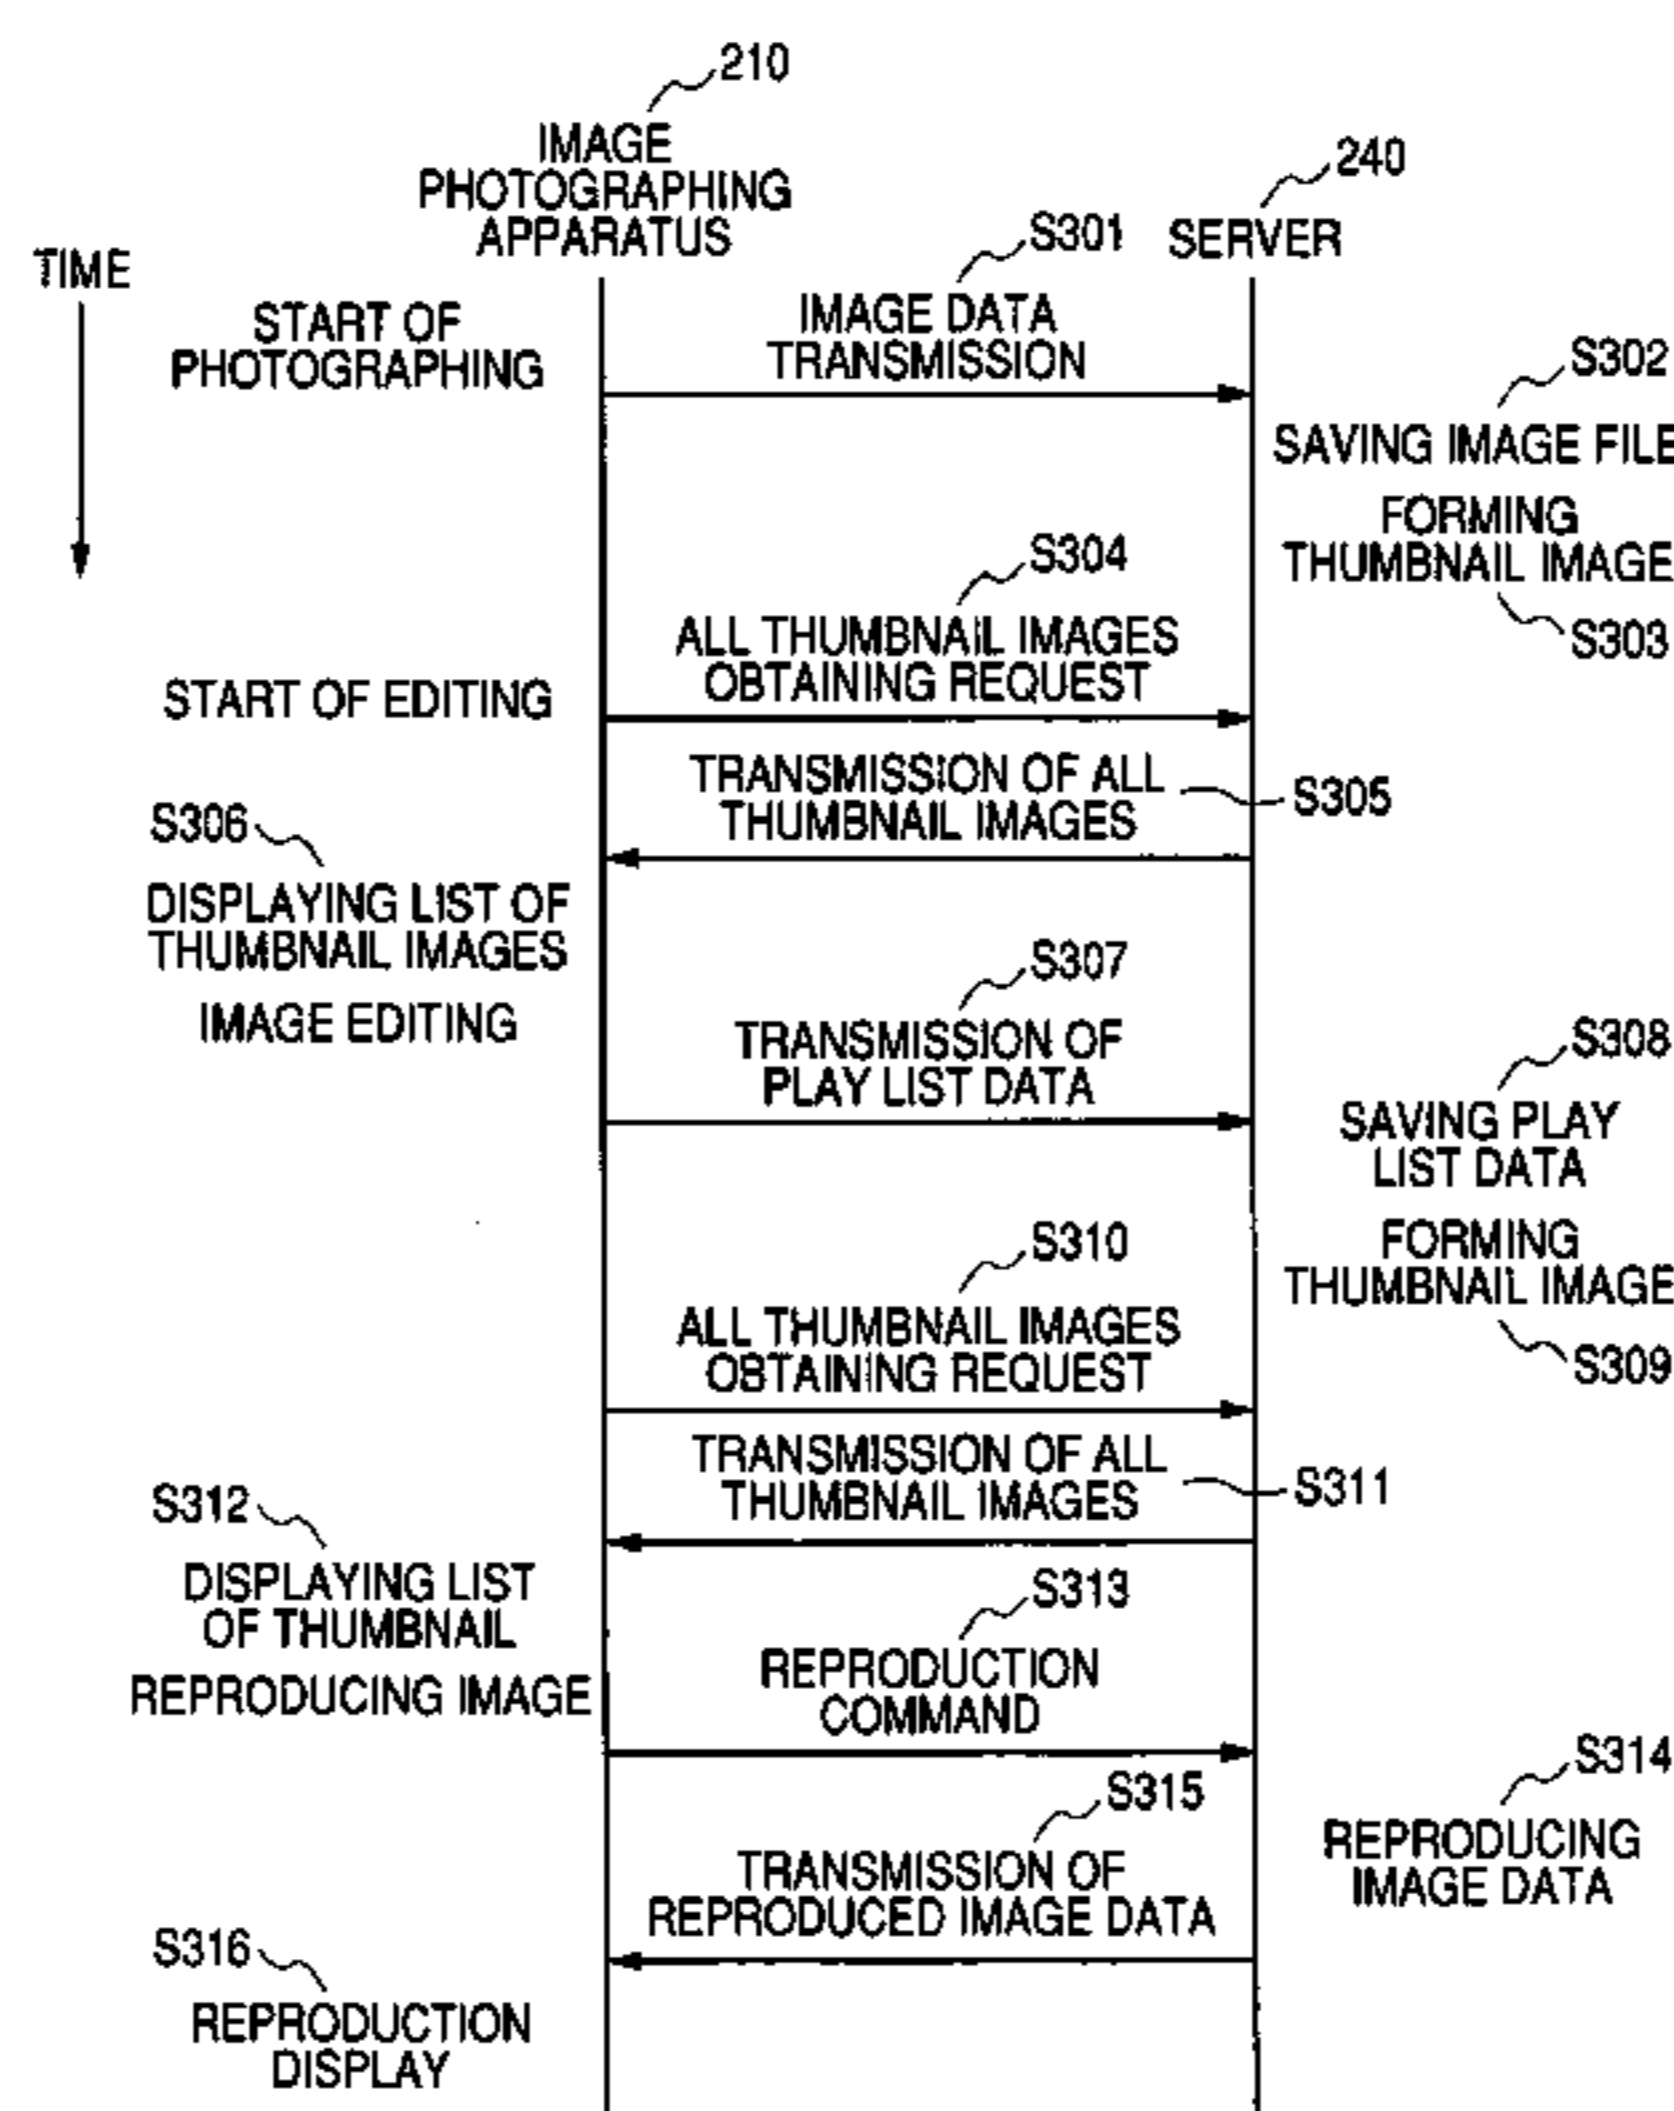 210
IMAGE
PHOTOGRAPHING
APPARATUS
240
SERVER
TIME
S301
START OF
PHOTOGRAPHING
IMAGE DATA
TRANSMISSION
S302
SAVING IMAGE FILE
FORMING
THUMBNAIL IMAGE
S303
S304
ALL THUMBNAIL IMAGES
OBTAINING REQUEST
START OF EDITING
TRANSMISSION OF ALL
THUMBNAIL IMAGES
S305
S306
DISPLAYING LIST OF
THUMBNAIL IMAGES
IMAGE EDITING
S307
TRANSMISSION OF
PLAY LIST DATA
S308
SAVING PLAY
LIST DATA
FORMING
THUMBNAIL IMAGE
S309
S310
ALL THUMBNAIL IMAGES
OBTAINING REQUEST
TRANSMISSION OF ALL
THUMBNAIL IMAGES
S311
S312
DISPLAYING LIST
OF THUMBNAIL
REPRODUCING IMAGE
S313
REPRODUCTION
COMMAND
S314
REPRODUCING
IMAGE DATA
S315
TRANSMISSION OF
REPRODUCED IMAGE DATA
S316
REPRODUCTION
DISPLAY